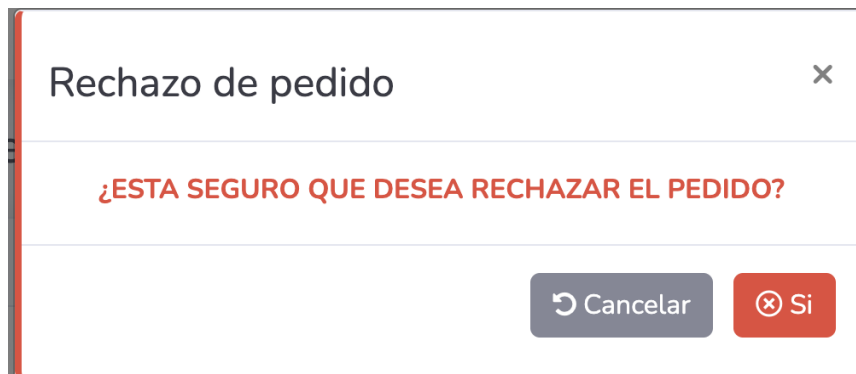 Rechazo de pedido
¿ESTA SEGURO QUE DESEA RECHAZAR EL PEDIDO?
Cancelar
Si